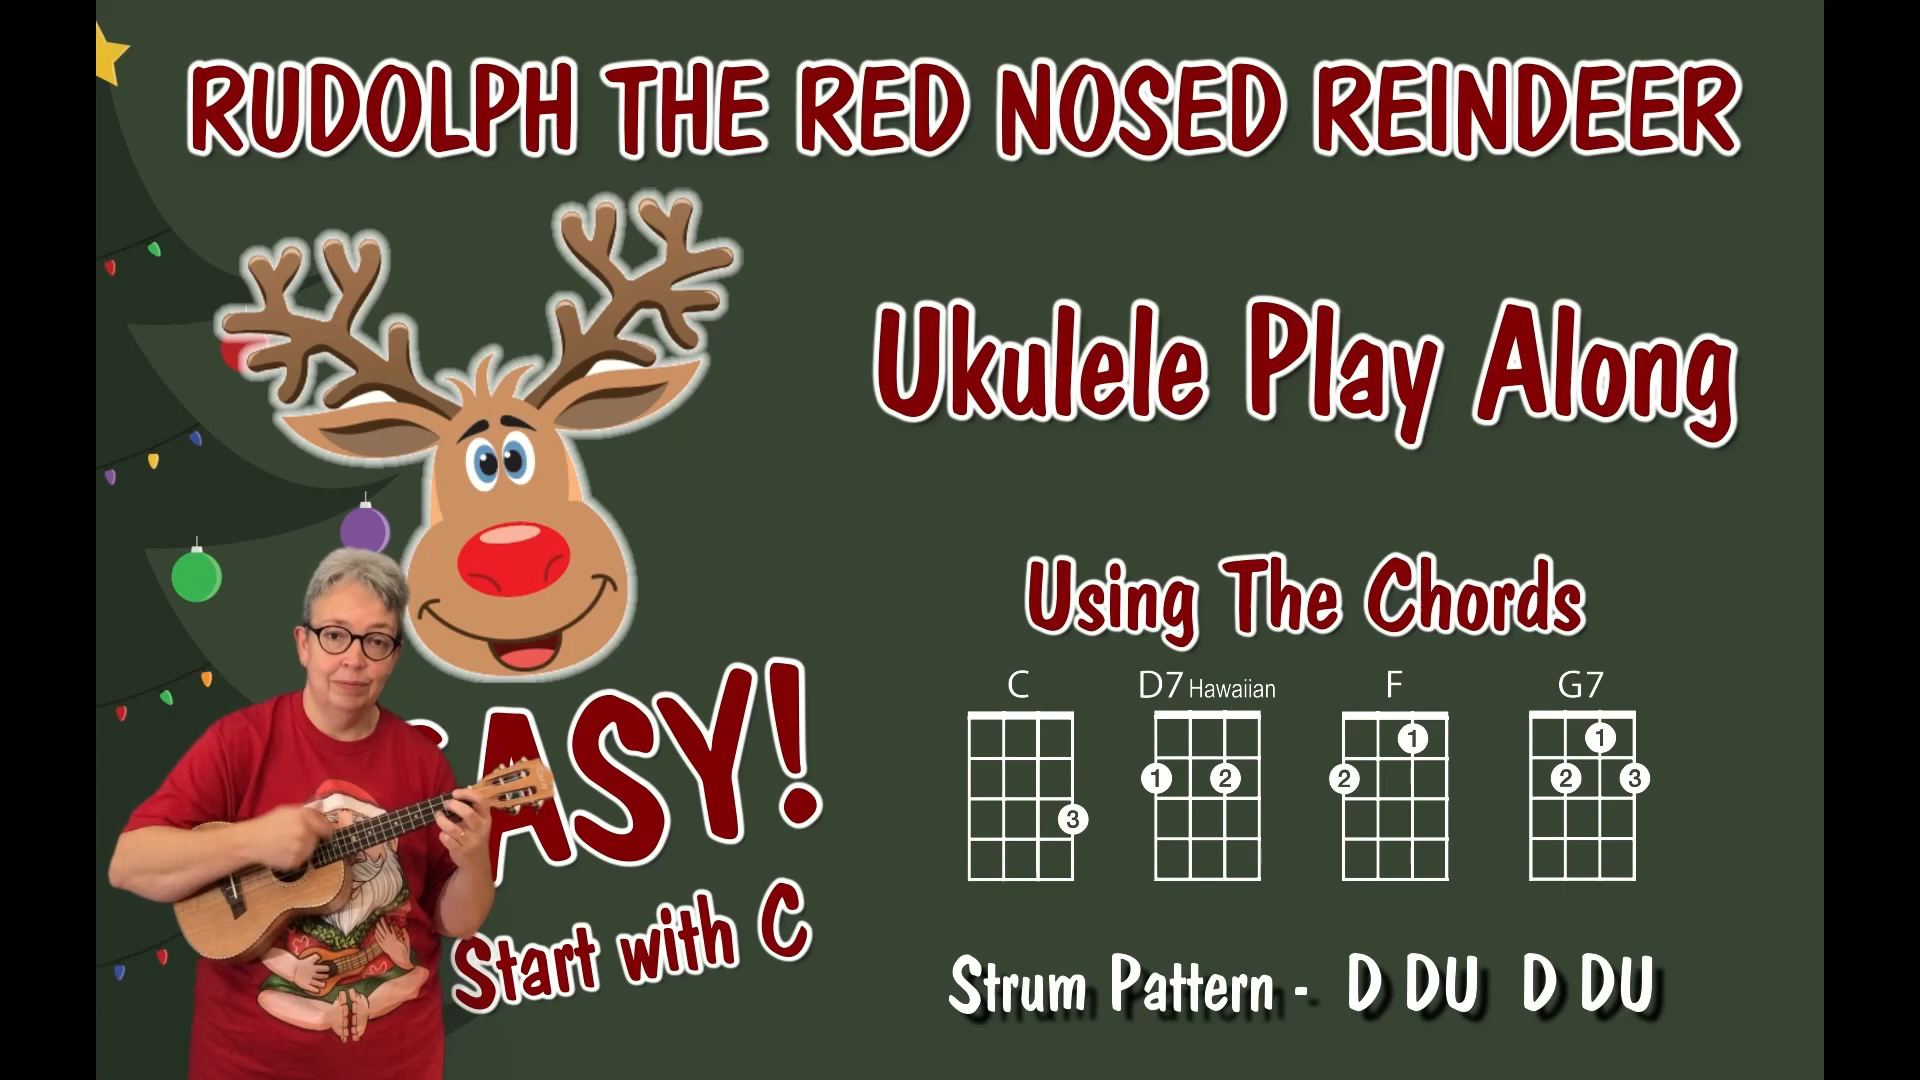 RUDOLPH THE RED NOSED REINDEER
Ukulele Play Along
Using The Chords
C D7 Hawaiian F G7
1 1
1 2 2 2 3
3
ASY!
Start with C
Strum Pattern - D DU D DU